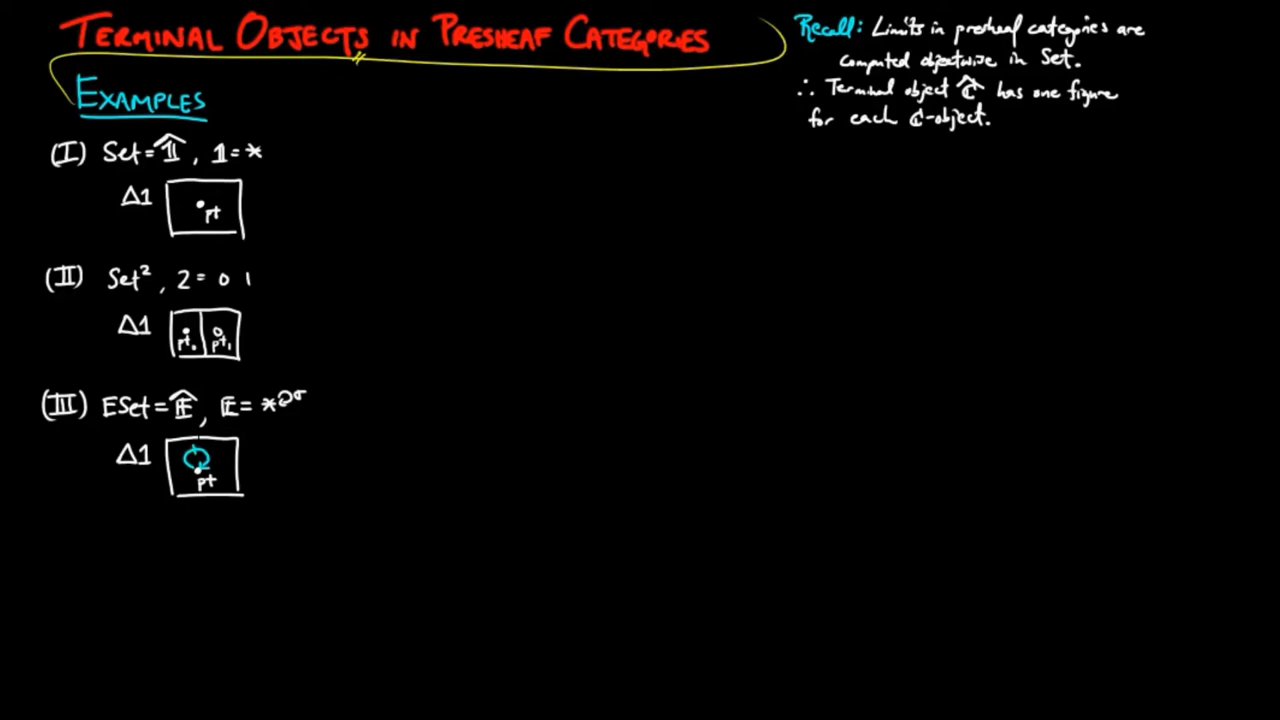 TERMINAL OBJECTS IN PRESHEAF CATEGORIES
Recall: Limits in presheaf categories are
computed objectwise in Set.
∴ Terminal object ℂ̂ has one figure
for each ℂ-object.
EXAMPLES
(I) Set = 𝟙̂, 𝟙 = *
Δ1
pt
(II) Set², 2 = 0 1
Δ1
pt₀ pt₁
(III) ESet = 𝔼̂, 𝔼 = *⟲σ
Δ1
pt